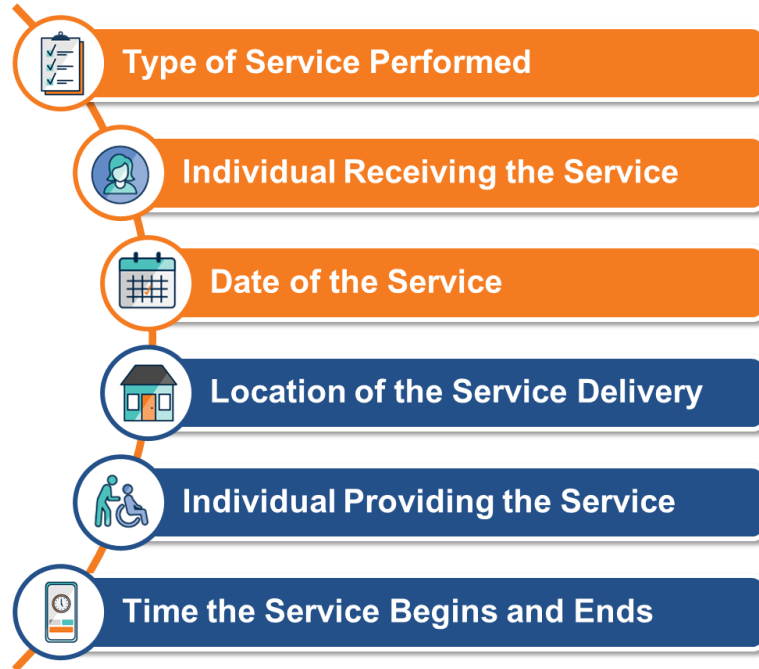 Type of Service Performed
Individual Receiving the Service
Date of the Service
Location of the Service Delivery
Individual Providing the Service
Time the Service Begins and Ends